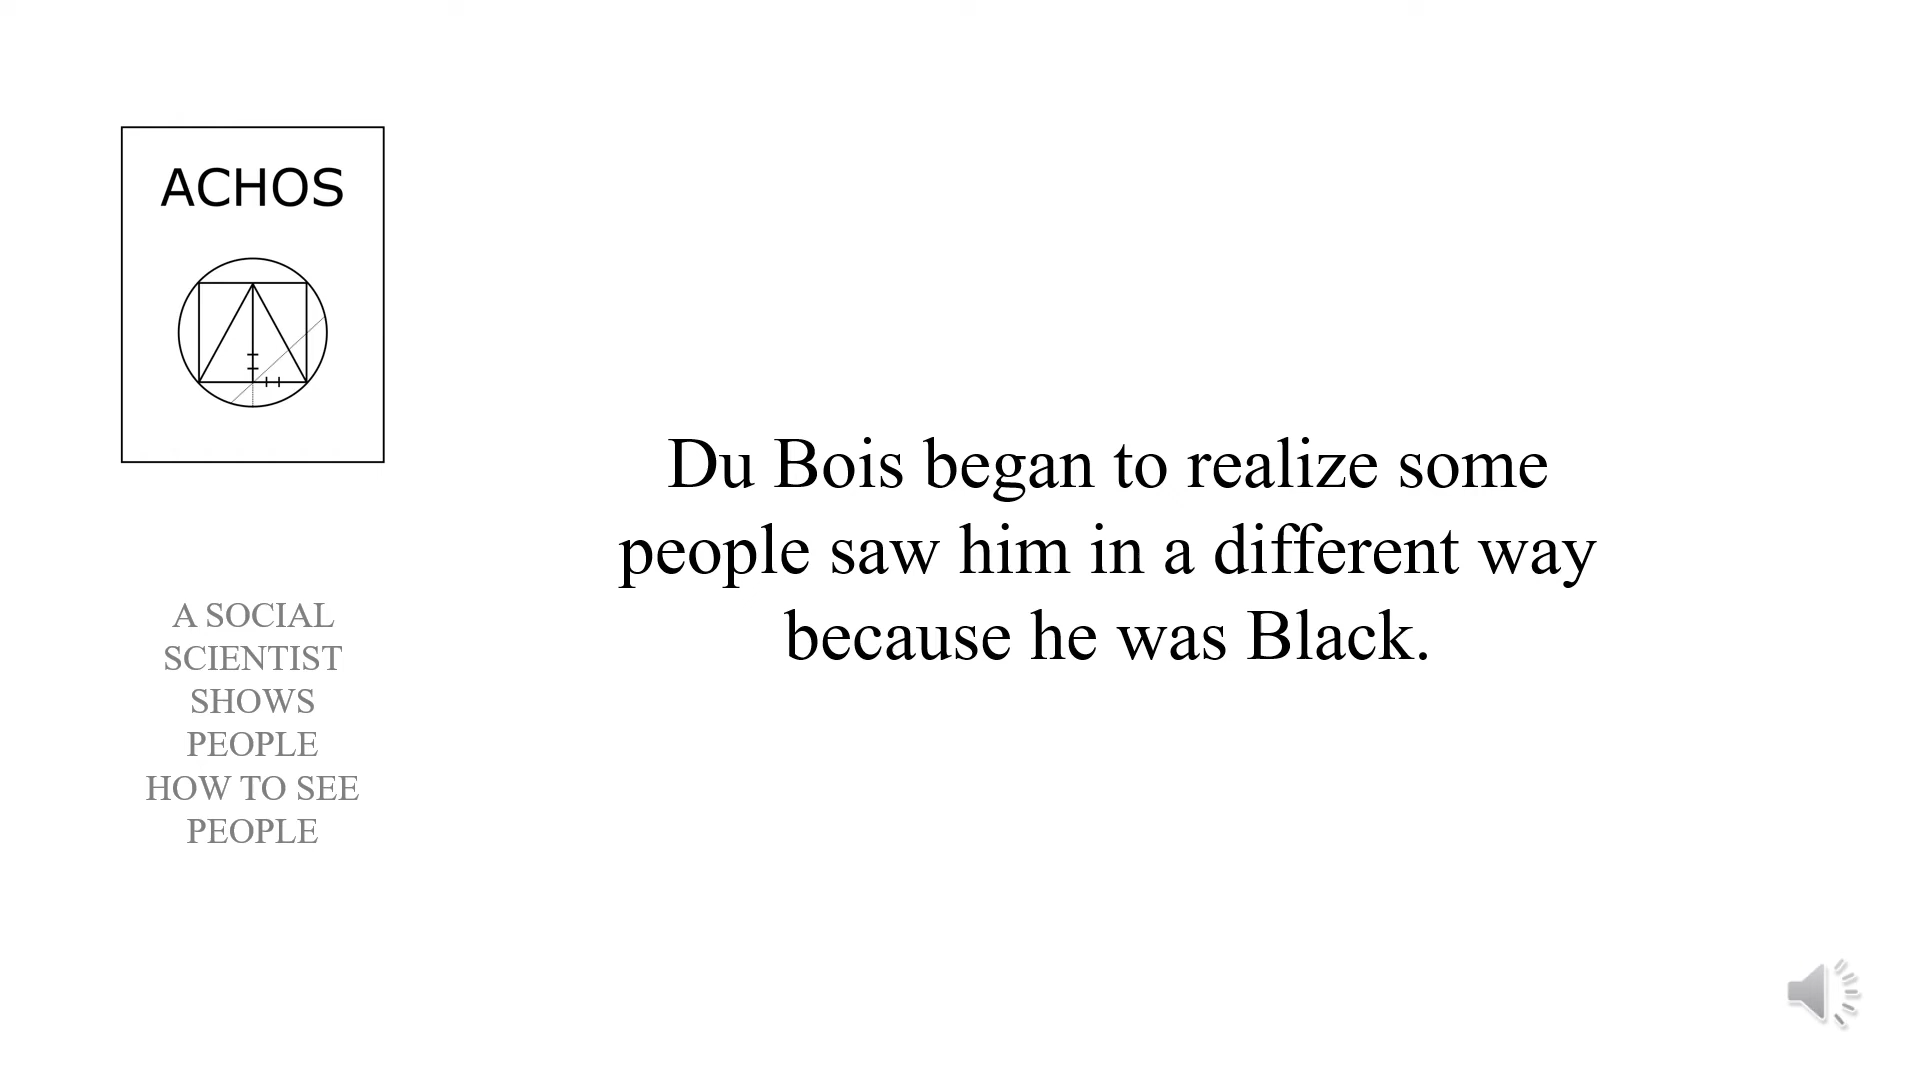 ACHOS
A SOCIAL
SCIENTIST
SHOWS
PEOPLE
HOW TO SEE
PEOPLE
Du Bois began to realize some
people saw him in a different way
because he was Black.